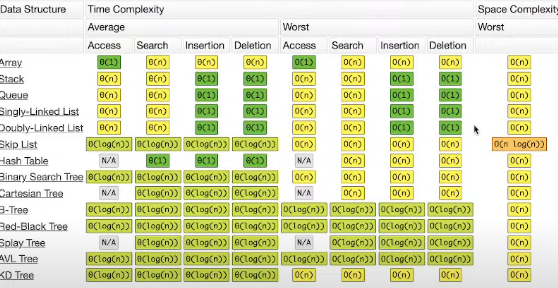 Data Structure Time Complexity Space Complexity
Average Worst Worst
Access Search Insertion Deletion Access Search Insertion Deletion
Array Θ(1) Θ(n) Θ(n) Θ(n) O(1) O(n) O(n) O(n) O(n)
Stack Θ(n) Θ(n) Θ(1) Θ(1) O(n) O(n) O(1) O(1) O(n)
Queue Θ(n) Θ(n) Θ(1) Θ(1) O(n) O(n) O(1) O(1) O(n)
Singly-Linked List Θ(n) Θ(n) Θ(1) Θ(1) O(n) O(n) O(1) O(1) O(n)
Doubly-Linked List Θ(n) Θ(n) Θ(1) Θ(1) O(n) O(n) O(1) O(1) O(n)
Skip List Θ(log(n)) Θ(log(n)) Θ(log(n)) Θ(log(n)) O(n) O(n) O(n) O(n) O(n log(n))
Hash Table N/A Θ(1) Θ(1) Θ(1) N/A O(n) O(n) O(n) O(n)
Binary Search Tree Θ(log(n)) Θ(log(n)) Θ(log(n)) Θ(log(n)) O(n) O(n) O(n) O(n) O(n)
Cartesian Tree N/A Θ(log(n)) Θ(log(n)) Θ(log(n)) N/A O(n) O(n) O(n) O(n)
B-Tree Θ(log(n)) Θ(log(n)) Θ(log(n)) Θ(log(n)) O(log(n)) O(log(n)) O(log(n)) O(log(n)) O(n)
Red-Black Tree Θ(log(n)) Θ(log(n)) Θ(log(n)) Θ(log(n)) O(log(n)) O(log(n)) O(log(n)) O(log(n)) O(n)
Splay Tree N/A Θ(log(n)) Θ(log(n)) Θ(log(n)) N/A O(log(n)) O(log(n)) O(log(n)) O(n)
AVL Tree Θ(log(n)) Θ(log(n)) Θ(log(n)) Θ(log(n)) O(log(n)) O(log(n)) O(log(n)) O(log(n)) O(n)
KD Tree Θ(log(n)) Θ(log(n)) Θ(log(n)) Θ(log(n)) O(n) O(n) O(n) O(n) O(n)